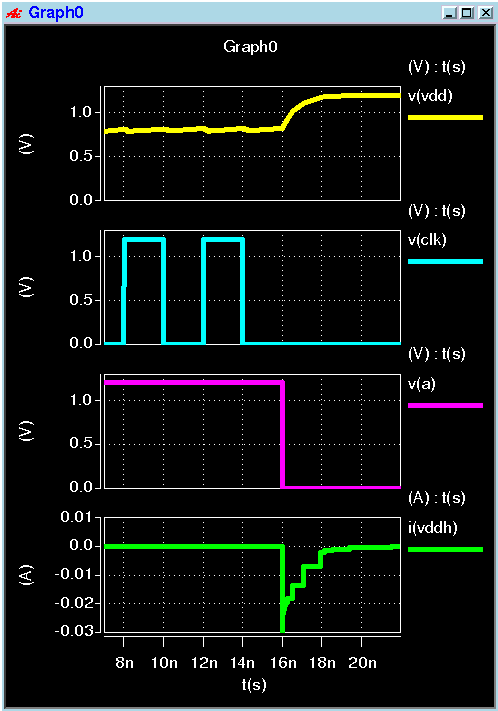 Graph0
Graph0
(V) : t(s)
v(vdd)
1.0
0.5
0.0
(V)
(V) : t(s)
v(clk)
1.0
0.5
0.0
(V)
(V) : t(s)
v(a)
1.0
0.5
0.0
(V)
(A) : t(s)
i(vddh)
0.01
0.0
-0.01
-0.02
-0.03
(A)
8n 10n 12n 14n 16n 18n 20n
t(s)